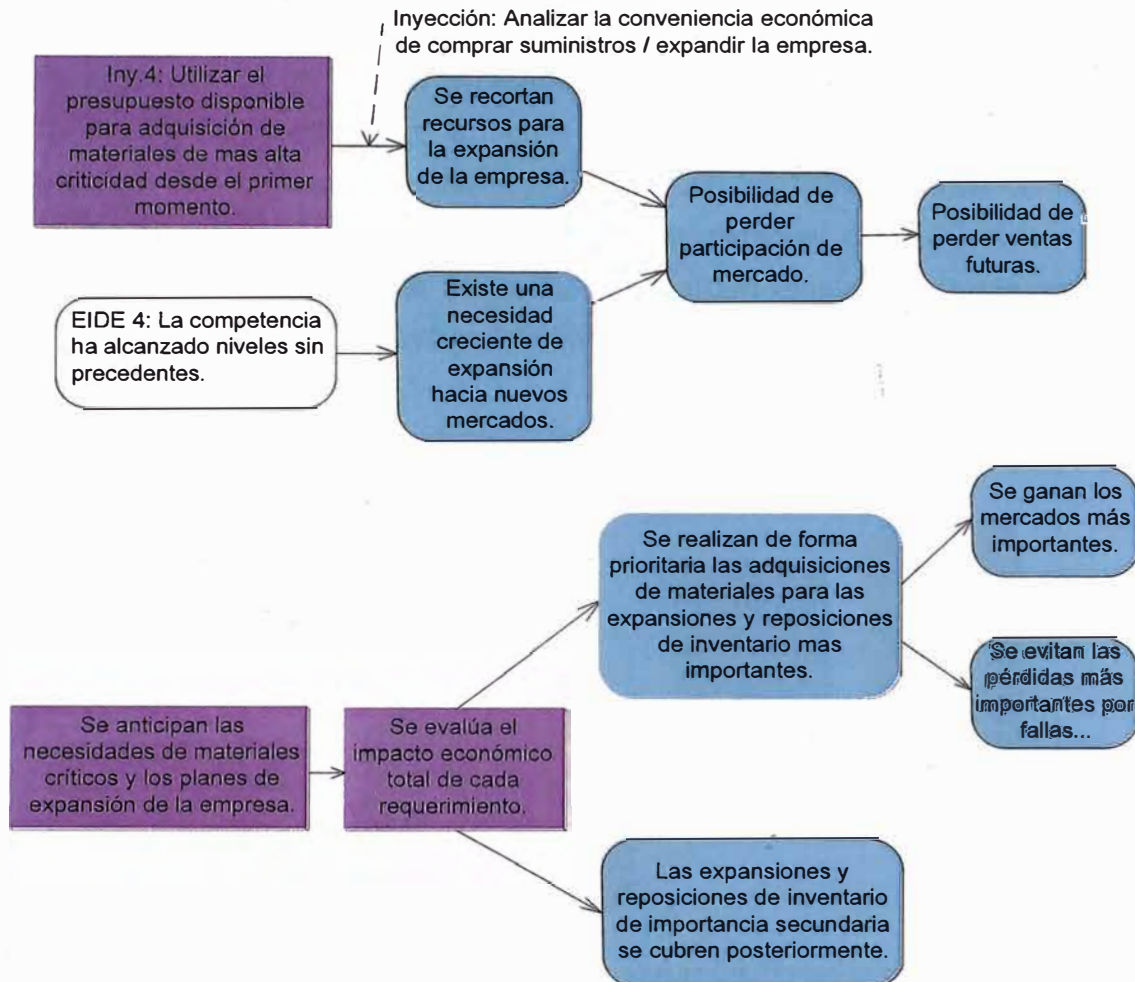 Inyección: Analizar la conveniencia económica
de comprar suministros / expandir la empresa.
Iny.4: Utilizar el
presupuesto disponible
para adquisición de
materiales de mas alta
criticidad desde el primer
momento.
Se recortan
recursos para
la expansión
de la empresa.
Posibilidad de
perder
participación de
mercado.
Posibilidad de
perder ventas
futuras.
EIDE 4: La competencia
ha alcanzado niveles sin
precedentes.
Existe una
necesidad
creciente de
expansión
hacia nuevos
mercados.
Se ganan los
mercados más
importantes.
Se realizan de forma
prioritaria las adquisiciones
de materiales para las
expansiones y reposiciones
de inventario mas
importantes.
Se evitan las
pérdidas más
importantes por
fallas...
Se anticipan las
necesidades de materiales
críticos y los planes de
expansión de la empresa.
Se evalúa el
impacto económico
total de cada
requerimiento.
Las expansiones y
reposiciones de inventario
de importancia secundaria
se cubren posteriormente.